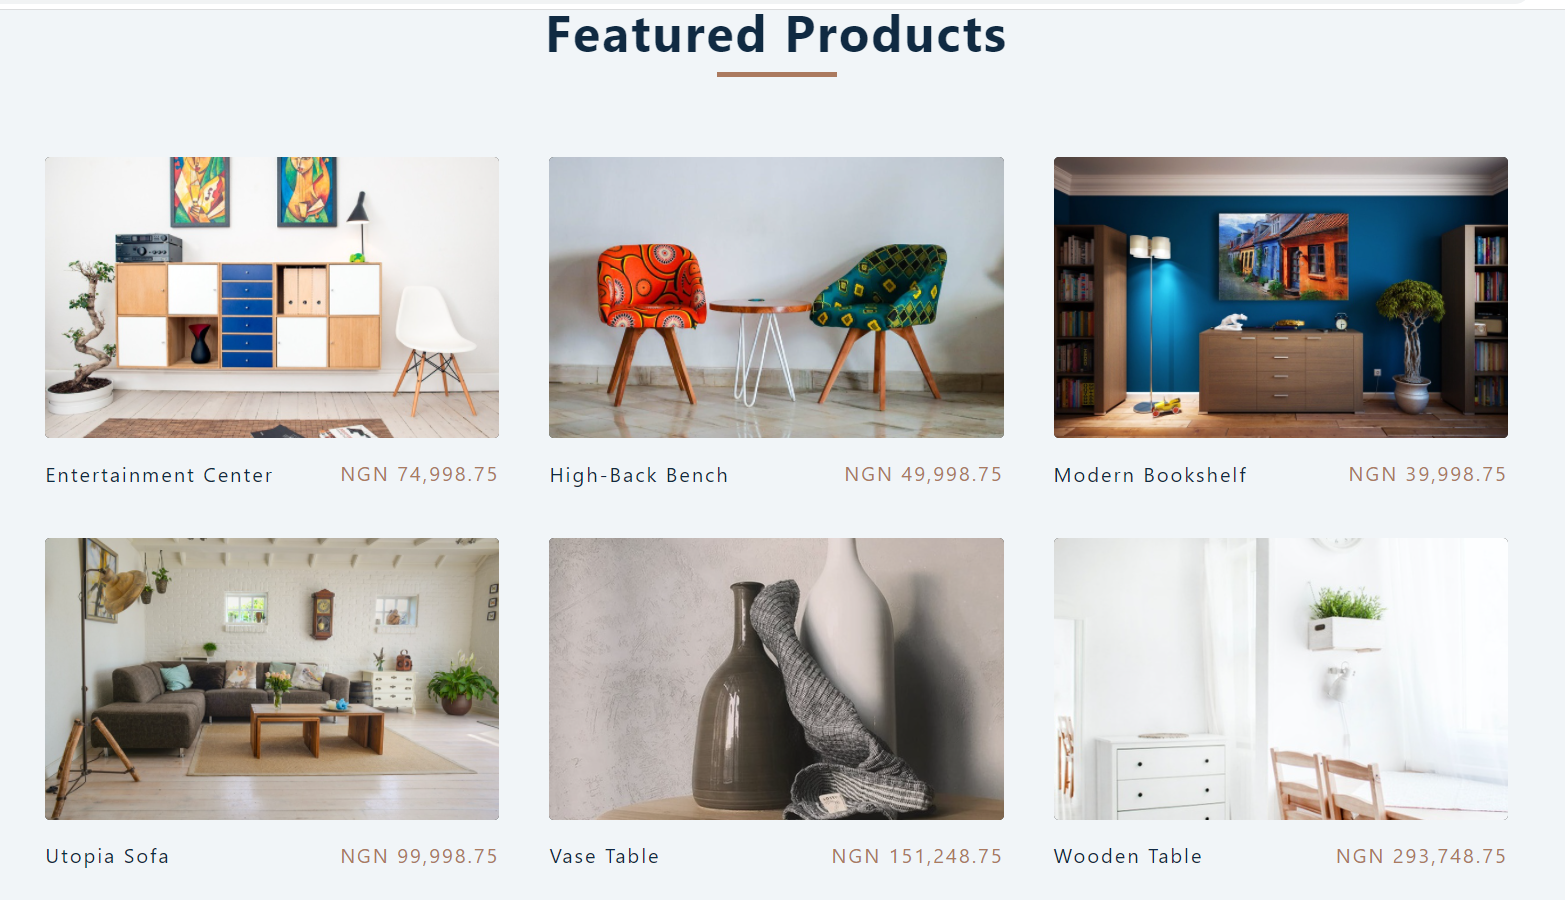 Featured Products
Entertainment Center NGN 74,998.75
High-Back Bench NGN 49,998.75
Modern Bookshelf NGN 39,998.75
Utopia Sofa NGN 99,998.75
Vase Table NGN 151,248.75
Wooden Table NGN 293,748.75